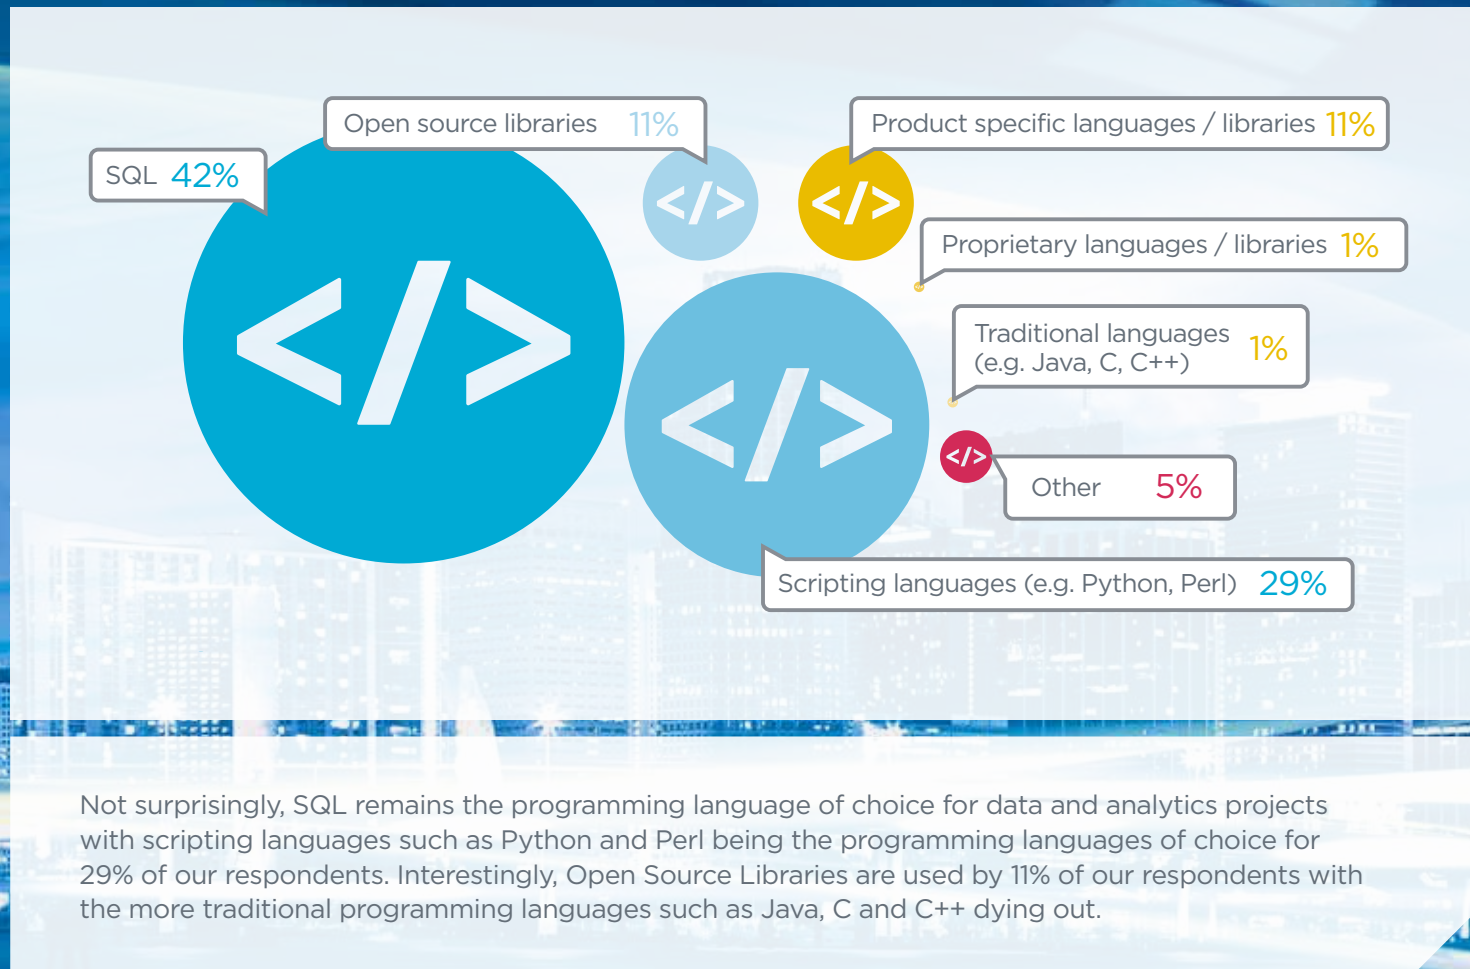 Open source libraries 11%
Product specific languages / libraries 11%
SQL 42%
</>
</>
</>
Proprietary languages / libraries 1%
Traditional languages
(e.g. Java, C, C++) 1%
</>
</>
Other 5%
Scripting languages (e.g. Python, Perl) 29%
Not surprisingly, SQL remains the programming language of choice for data and analytics projects
with scripting languages such as Python and Perl being the programming languages of choice for
29% of our respondents. Interestingly, Open Source Libraries are used by 11% of our respondents with
the more traditional programming languages such as Java, C and C++ dying out.